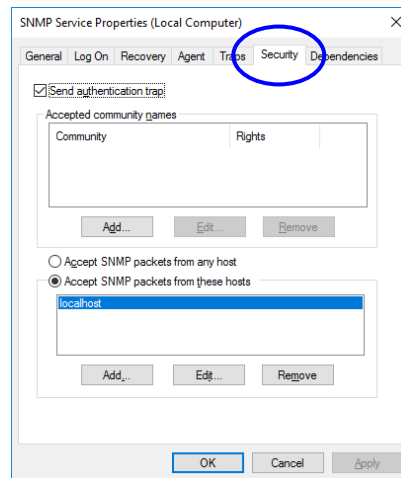 SNMP Service Properties (Local Computer)
General Log On Recovery Agent Traps Security Dependencies
Send authentication trap
Accepted community names
Community Rights
Add... Edit... Remove
Accept SNMP packets from any host
Accept SNMP packets from these hosts
localhost
Add... Edit... Remove
OK Cancel Apply